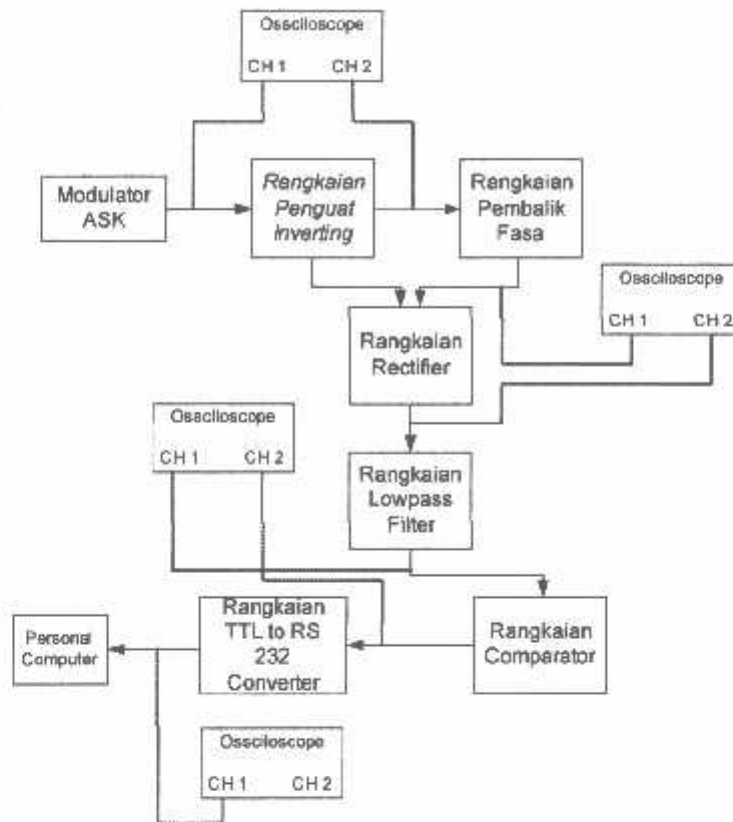 Ossciloscope
CH 1 CH 2
Modulator
ASK
Rangkaian
Penguat
Inverting
Rangkaian
Pembalik
Fasa
Ossciloscope
CH 1 CH 2
Rangkaian
Rectifier
Ossciloscope
CH 1 CH 2
Rangkaian
Lowpass
Filter
Personal
Computer
Rangkaian
TTL to RS
232
Converter
Rangkaian
Comparator
Ossciloscope
CH 1 CH 2